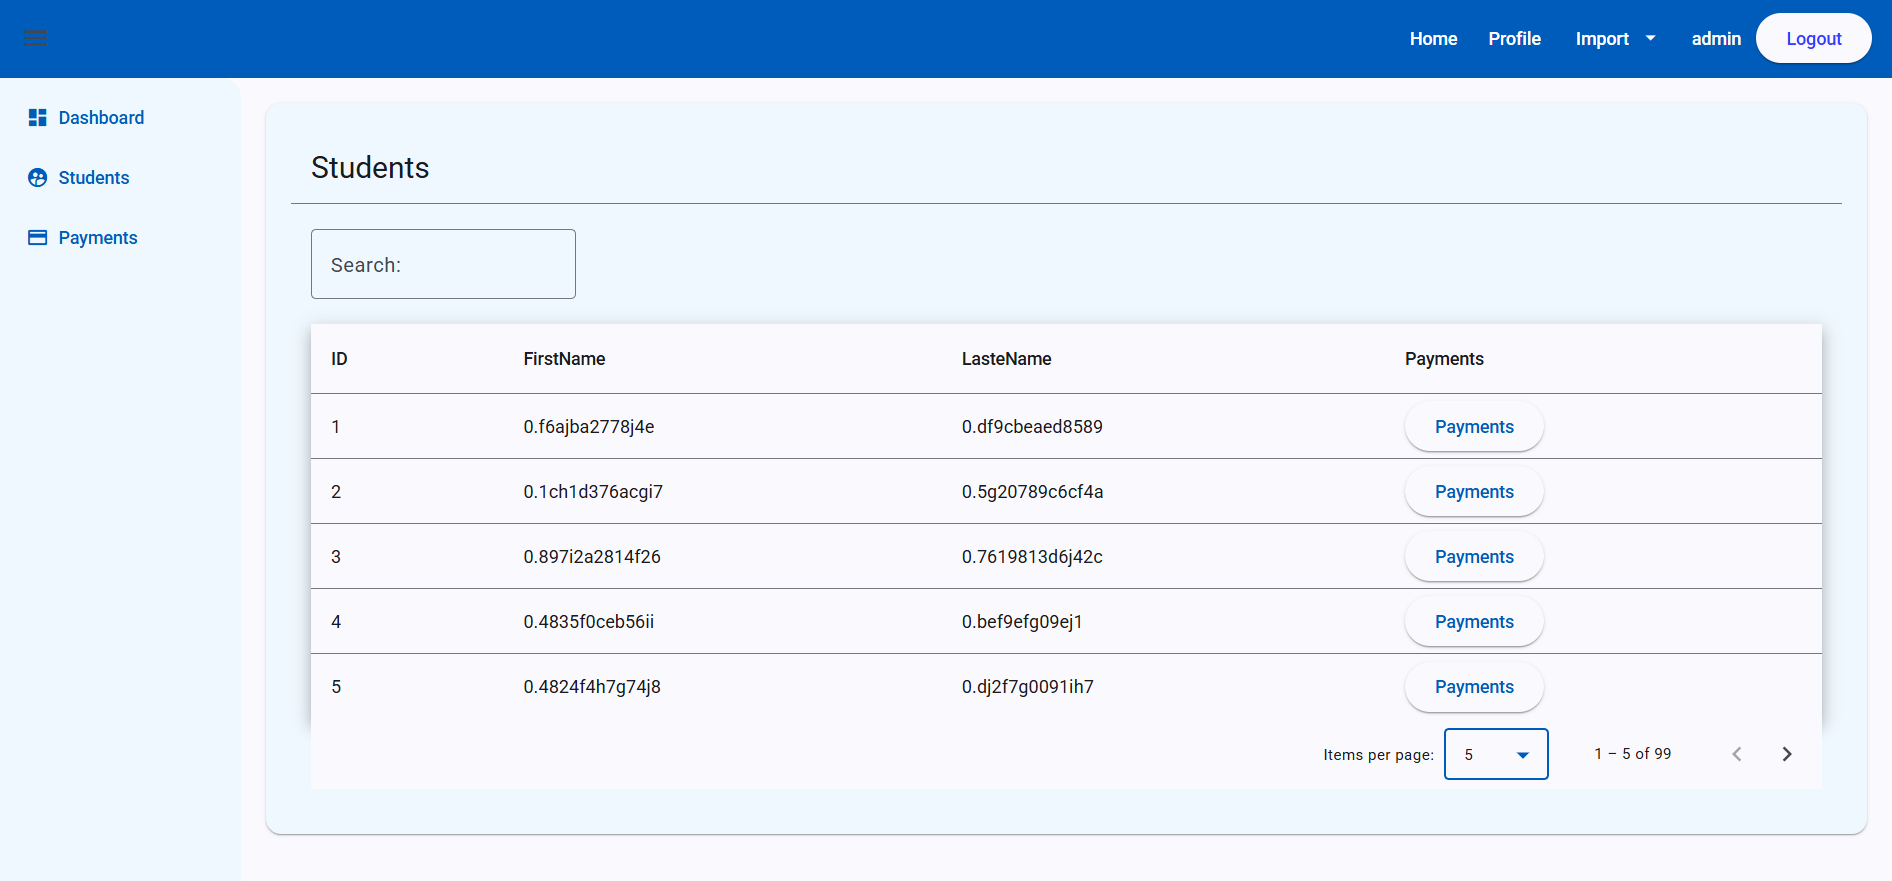 Home Profile Import admin Logout
Dashboard
Students
Payments
Students
Search:
ID FirstName LasteName Payments
1 0.f6ajba2778j4e 0.df9cbeaed8589 Payments
2 0.1ch1d376acgi7 0.5g20789c6cf4a Payments
3 0.897i2a2814f26 0.7619813d6j42c Payments
4 0.4835f0ceb56ii 0.bef9efg09ej1 Payments
5 0.4824f4h7g74j8 0.dj2f7g0091ih7 Payments
Items per page: 5 1 – 5 of 99